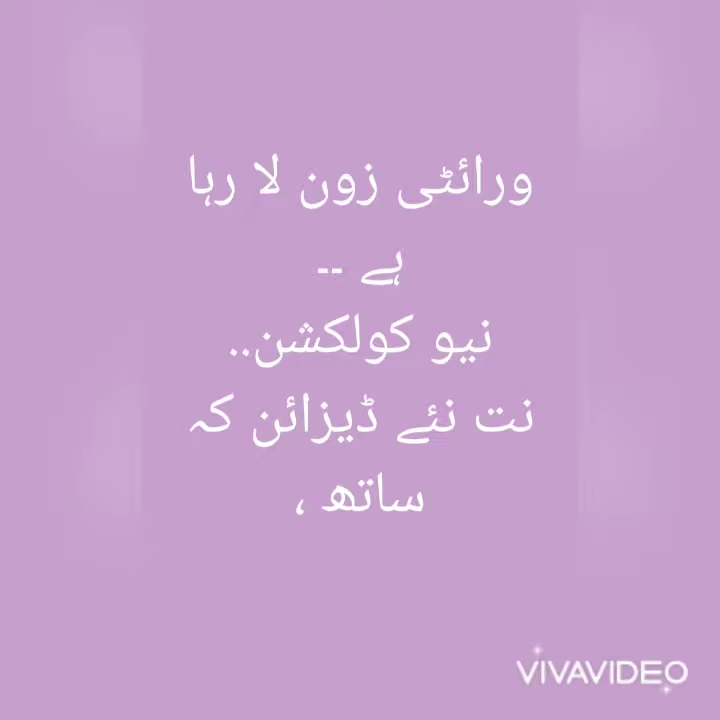 ورائٹی زون لا رہا
ہے --
نیو کولکشن..
نت نئے ڈیزائن کہ
ساتھ ،
VIVAVIDEO